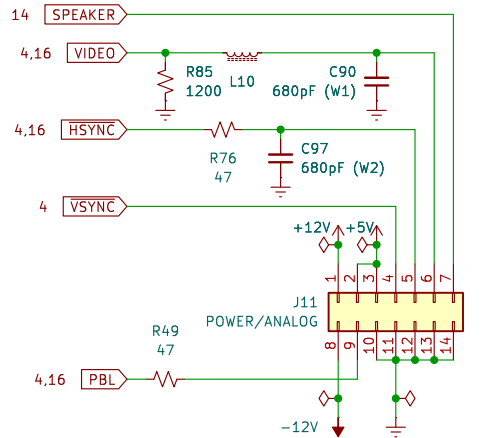 14 SPEAKER
4,16 VIDEO
R85
1200
L10
C90
680pF (W1)
4,16 HSYNC
R76
47
C97
680pF (W2)
4 VSYNC
+12V +5V
1 2 3 4 5 6 7
J11
POWER/ANALOG
8 9 10 11 12 13 14
R49
47
4,16 PBL
-12V